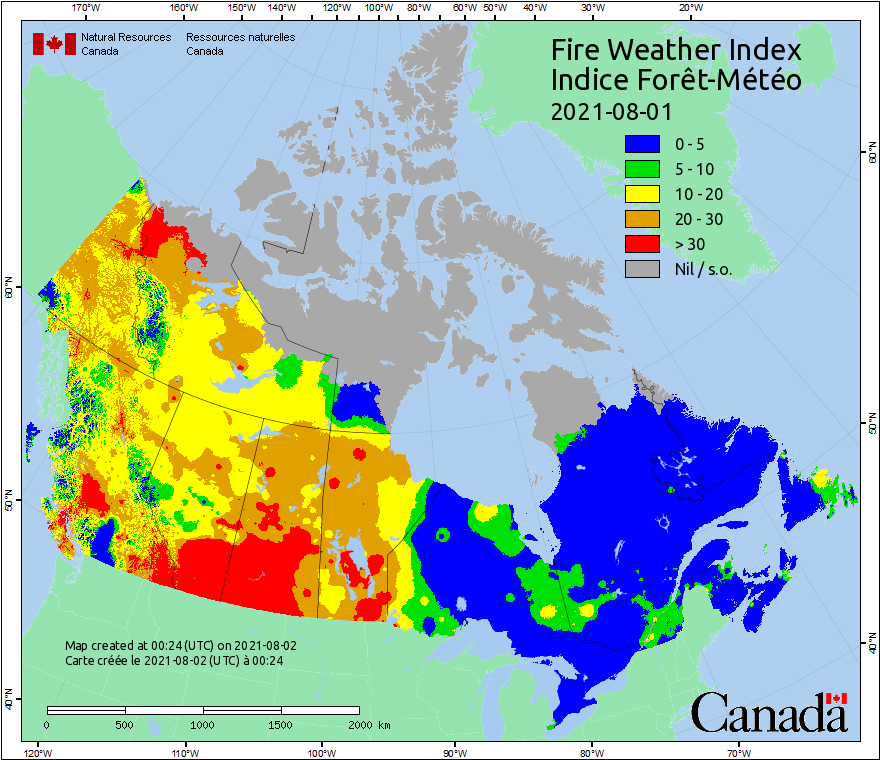 170°W 160°W 150°W 140°W 120°W 100°W 80°W 60°W 50°W 40°W 30°W 20°W
Natural Resources Ressources naturelles
Canada Canada
Fire Weather Index
Indice Forêt-Météo
2021-08-01
0 - 5
5 - 10
10 - 20
20 - 30
> 30
Nil / s.o.
60°N
60°N
50°N
50°N
40°N
40°N
Map created at 00:24 (UTC) on 2021-08-02
Carte créée le 2021-08-02 (UTC) à 00:24
0 500 1000 1500 2000 km
Canada
120°W 110°W 100°W 90°W 80°W 70°W